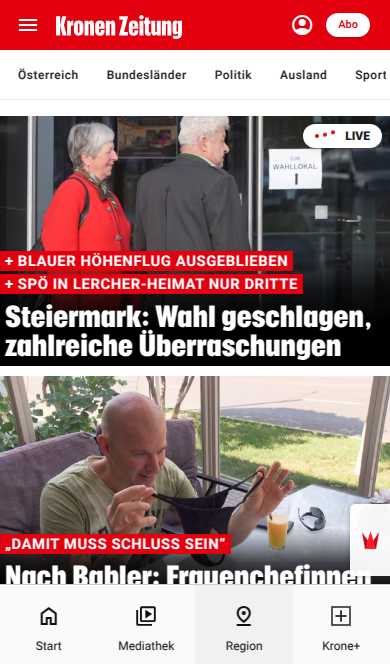 Kronen Zeitung
Abo
Österreich Bundesländer Politik Ausland Sport
LIVE
WAHLLOKAL
+ BLAUER HÖHENFLUG AUSGEBLIEBEN
+ SPÖ IN LERCHER-HEIMAT NUR DRITTE
Steiermark: Wahl geschlagen,
zahlreiche Überraschungen
„DAMIT MUSS SCHLUSS SEIN“
Nach Babler: Frauenchefinnen
Start Mediathek Region Krone+